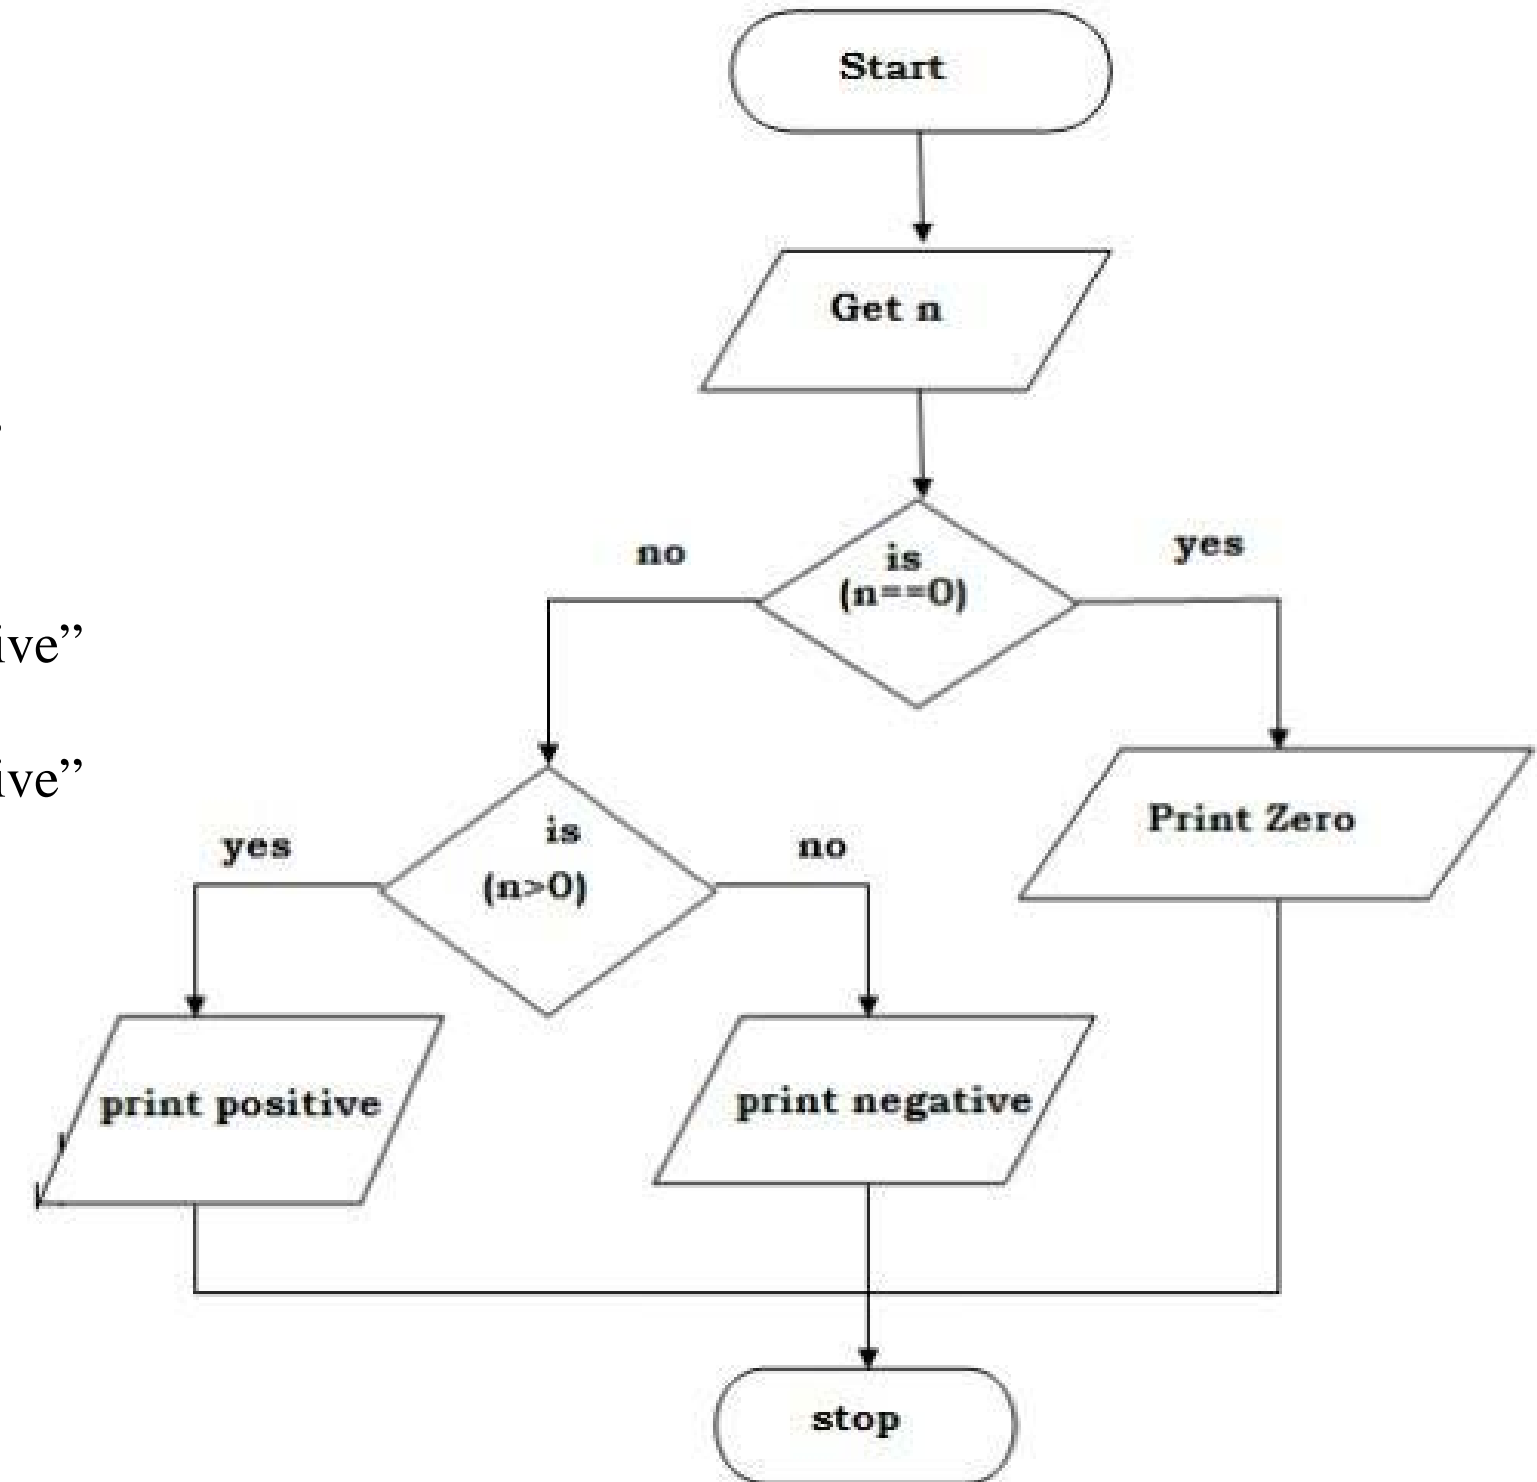 Start
Get n
no
is
(n==0)
yes
ive”
ive”
Print Zero
yes
is
(n>0)
no
print positive
print negative
stop